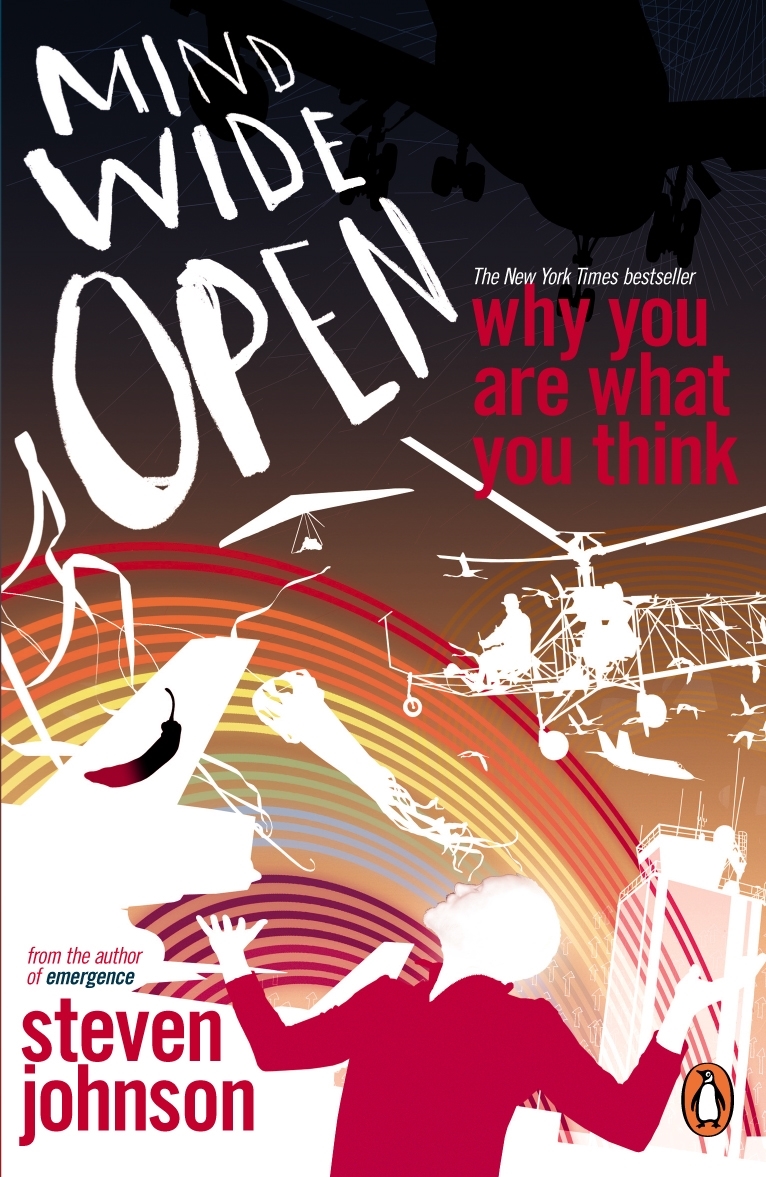 MIND
WIDE
OPEN
The New York Times bestseller
why you
are what
you think
from the author
of emergence
steven
johnson